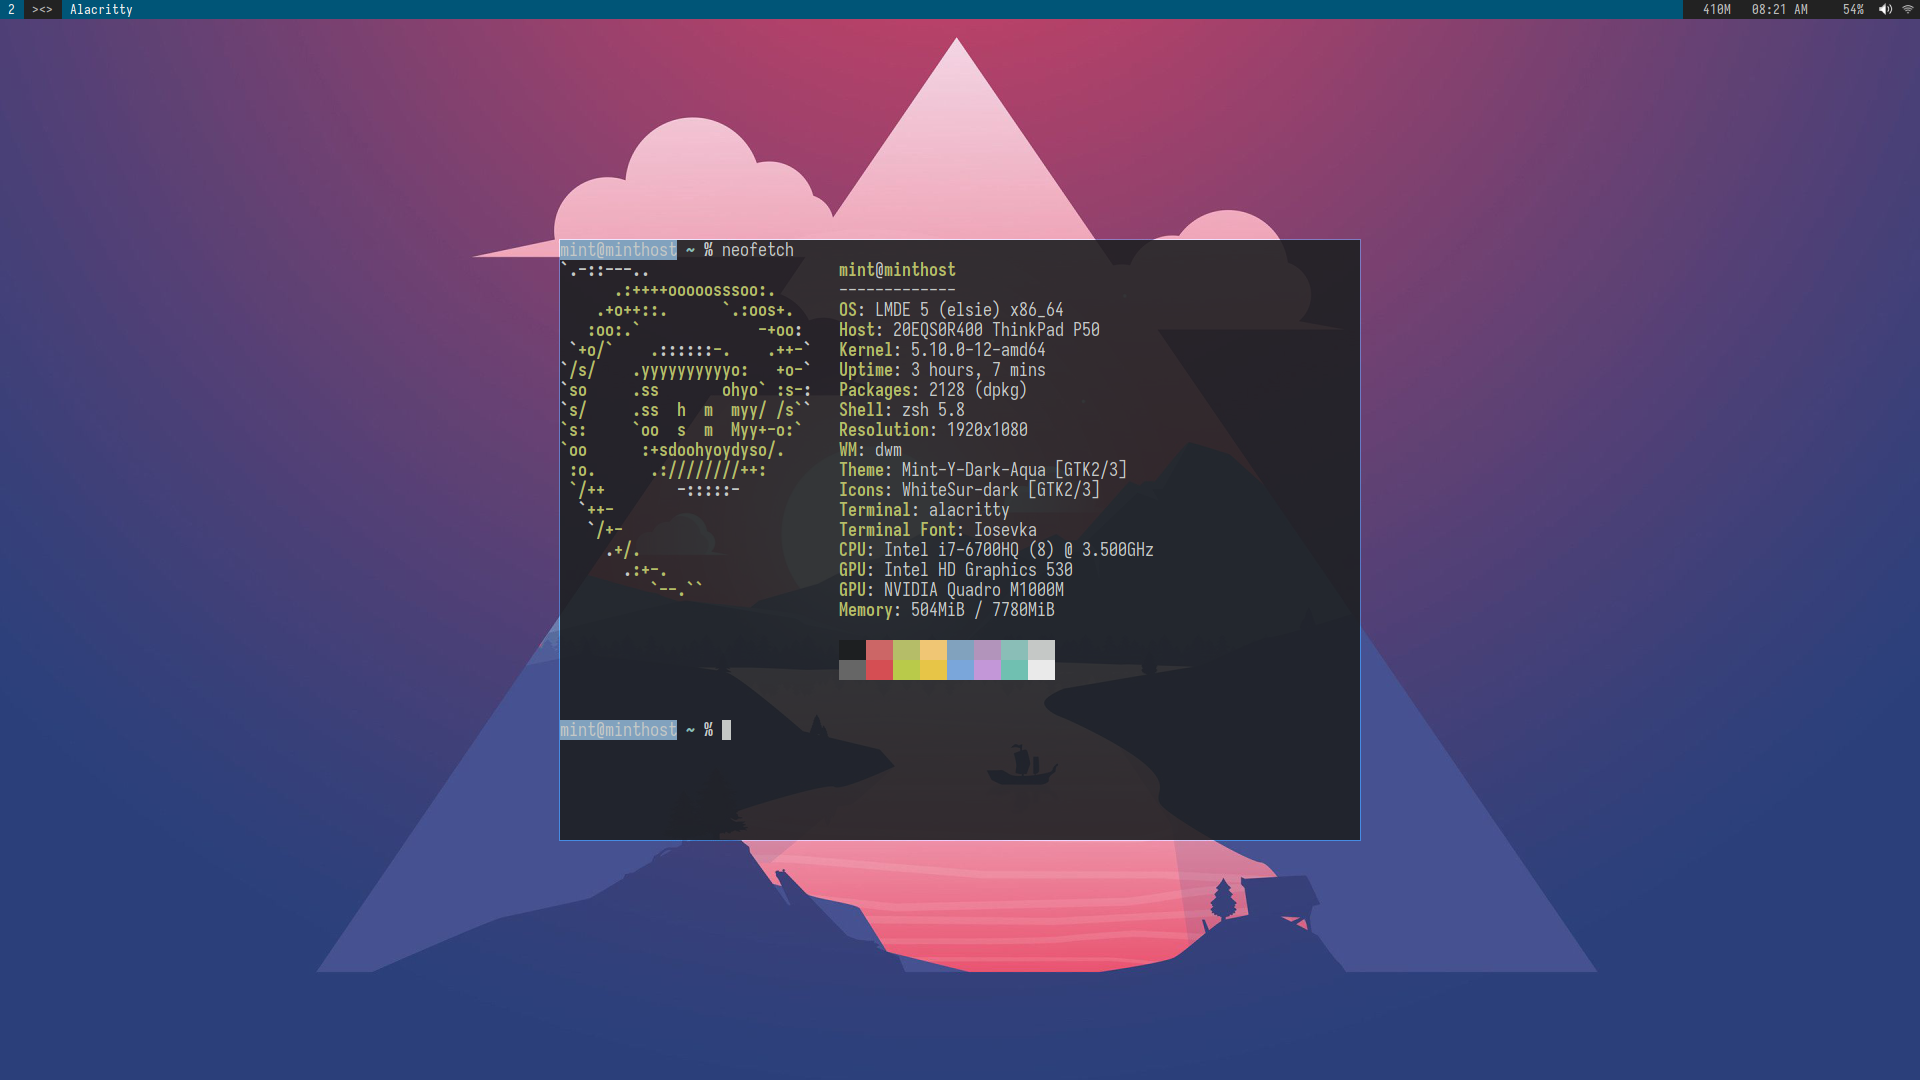 2 ><> Alacritty 410M 08:21 AM 54%
mint@minthost ~ % neofetch
`.-::---.. mint@minthost
.:++++ooooosssoo:. -------------
.+o++::. `.:oos+. OS: LMDE 5 (elsie) x86_64
:oo:.` -+oo: Host: 20EQS0R400 ThinkPad P50
`+o/` .::::::-. .++-` Kernel: 5.10.0-12-amd64
`/s/ .yyyyyyyyyyo: +o-` Uptime: 3 hours, 7 mins
`so .ss ohyo` :s-: Packages: 2128 (dpkg)
`s/ .ss h m myy/ /s`` Shell: zsh 5.8
`s: `oo s m Myy+-o:` Resolution: 1920x1080
`oo :+sdoohyoydyso/. WM: dwm
:o. .:////////++: Theme: Mint-Y-Dark-Aqua [GTK2/3]
`/++ -:::::- Icons: WhiteSur-dark [GTK2/3]
`++- Terminal: alacritty
`/+- Terminal Font: Iosevka
.+/. CPU: Intel i7-6700HQ (8) @ 3.500GHz
.:+-. GPU: Intel HD Graphics 530
`--.`` GPU: NVIDIA Quadro M1000M
Memory: 504MiB / 7780MiB
mint@minthost ~ %